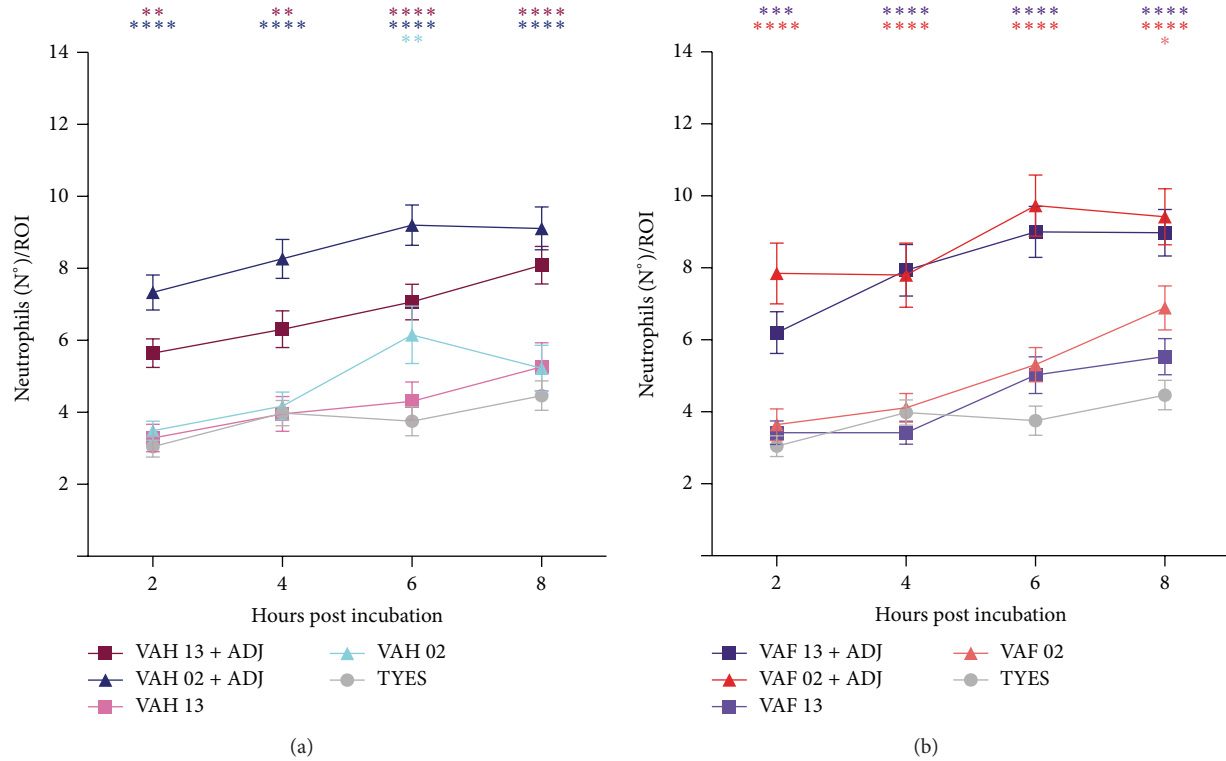 ** ** **** ****
**** **** **** ****
**
14
12
10
8
6
4
2
Neutrophils (N°)/ROI
2 4 6 8
Hours post incubation
VAH 13 + ADJ
VAH 02 + ADJ
VAH 13
VAH 02
TYES
(a)
*** **** **** ****
**** **** **** ****
*
14
12
10
8
6
4
2
Neutrophils (N°)/ROI
2 4 6 8
Hours post incubation
VAF 13 + ADJ
VAF 02 + ADJ
VAF 13
VAF 02
TYES
(b)